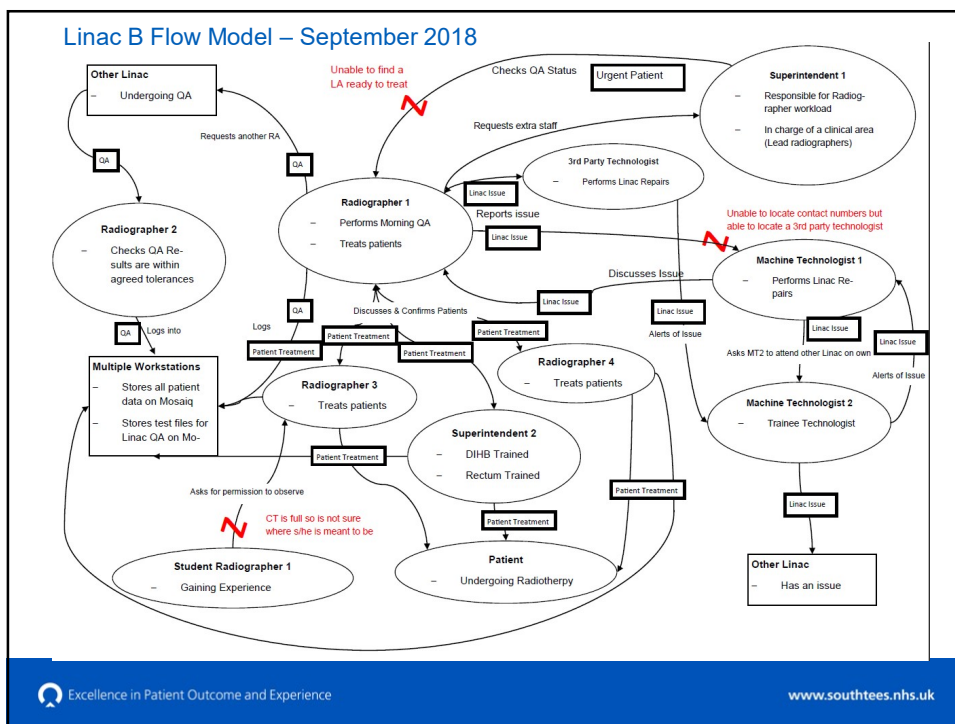 Linac B Flow Model – September 2018
Other Linac
– Undergoing QA
Unable to find a
LA ready to treat
Checks QA Status
Urgent Patient
Superintendent 1
– Responsible for Radiog-
rapher workload
– In charge of a clinical area
(Lead radiographers)
Requests another RA
QA
QA
Requests extra staff
3rd Party Technologist
– Performs Linac Repairs
Linac Issue
Reports issue
Linac Issue
Radiographer 1
– Performs Morning QA
– Treats patients
Unable to locate contact numbers but
able to locate a 3rd party technologist
Radiographer 2
– Checks QA Re-
sults are within
agreed tolerances
Machine Technologist 1
– Performs Linac Re-
pairs
Discusses Issue
Linac Issue
Linac Issue
Alerts of Issue
Linac Issue
Asks MT2 to attend other Linac on own
Linac Issue
Alerts of Issue
QA
Logs into
QA
Logs
Discusses & Confirms Patients
Patient Treatment
Patient Treatment
Patient Treatment
Patient Treatment
Multiple Workstations
– Stores all patient
data on Mosaiq
– Stores test files for
Linac QA on Mo-
Radiographer 3
– Treats patients
Radiographer 4
– Treats patients
Superintendent 2
– DIHB Trained
– Rectum Trained
Machine Technologist 2
– Trainee Technologist
Patient Treatment
Patient Treatment
Asks for permission to observe
CT is full so is not sure
where s/he is meant to be
Patient Treatment
Linac Issue
Student Radiographer 1
– Gaining Experience
Patient
– Undergoing Radiotherpy
Other Linac
– Has an issue
Excellence in Patient Outcome and Experience
www.southtees.nhs.uk